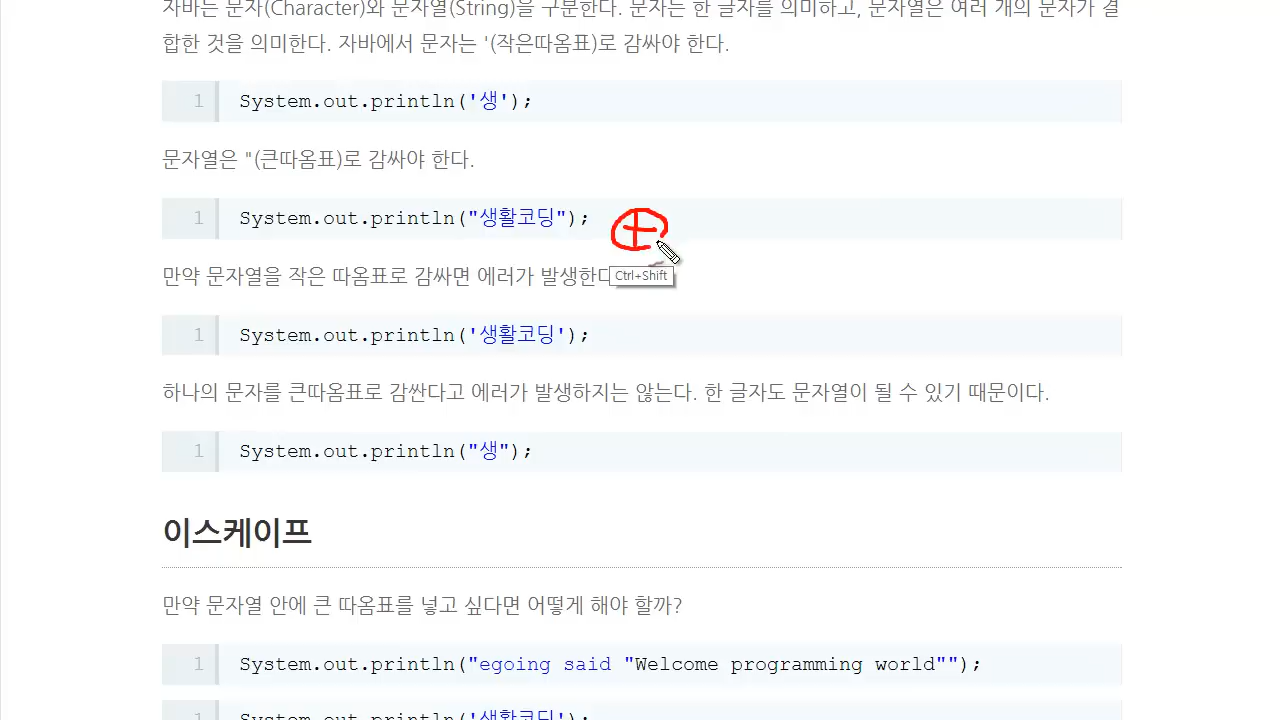 자바는 문자(Character)와 문자열(String)을 구분한다. 문자는 한 글자를 의미하고, 문자열은 여러 개의 문자가 결
합한 것을 의미한다. 자바에서 문자는 '(작은따옴표)로 감싸야 한다.
1 System.out.println('생');
문자열은 "(큰따옴표)로 감싸야 한다.
1 System.out.println("생활코딩");
만약 문자열을 작은 따옴표로 감싸면 에러가 발생한다
Ctrl+Shift
1 System.out.println('생활코딩');
하나의 문자를 큰따옴표로 감싼다고 에러가 발생하지는 않는다. 한 글자도 문자열이 될 수 있기 때문이다.
1 System.out.println("생");
이스케이프
만약 문자열 안에 큰 따옴표를 넣고 싶다면 어떻게 해야 할까?
1 System.out.println("egoing said "Welcome programming world"");
1 System.out.println('생활코딩');